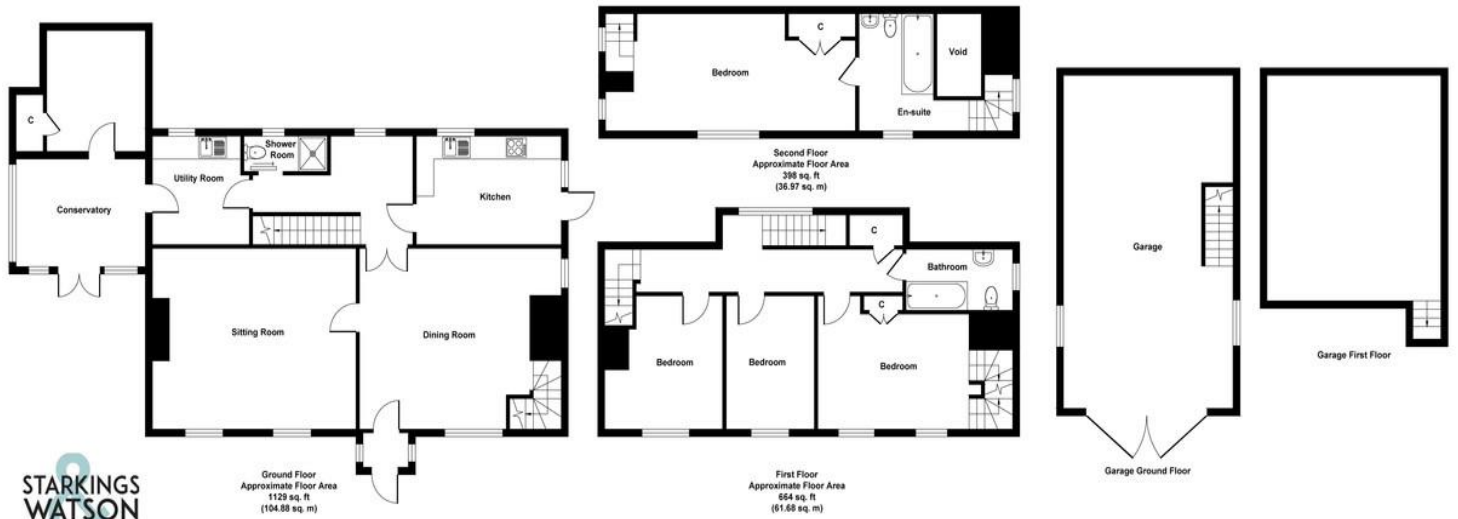 C
Conservatory
Utility Room
Shower
Room
Kitchen
Sitting Room
Dining Room
Ground Floor
Approximate Floor Area
1129 sq. ft
(104.88 sq. m)
Bedroom
C
En-suite
Void
Second Floor
Approximate Floor Area
398 sq. ft
(36.97 sq. m)
C
Bathroom
C
Bedroom
Bedroom
Bedroom
First Floor
Approximate Floor Area
664 sq. ft
(61.68 sq. m)
Garage
Garage Ground Floor
Garage First Floor
STARKINGS
&
WATSON